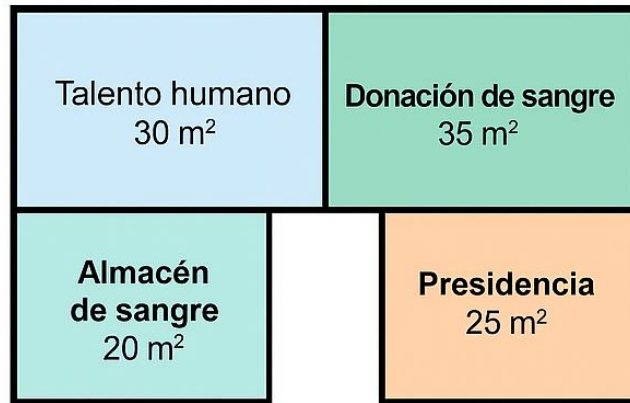 Talento humano
30 m²
Donación de sangre
35 m²
Almacén
de sangre
20 m²
Presidencia
25 m²